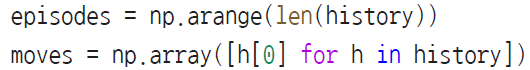 episodes = np.arange(len(history))
moves = np.array([h[0] for h in history])